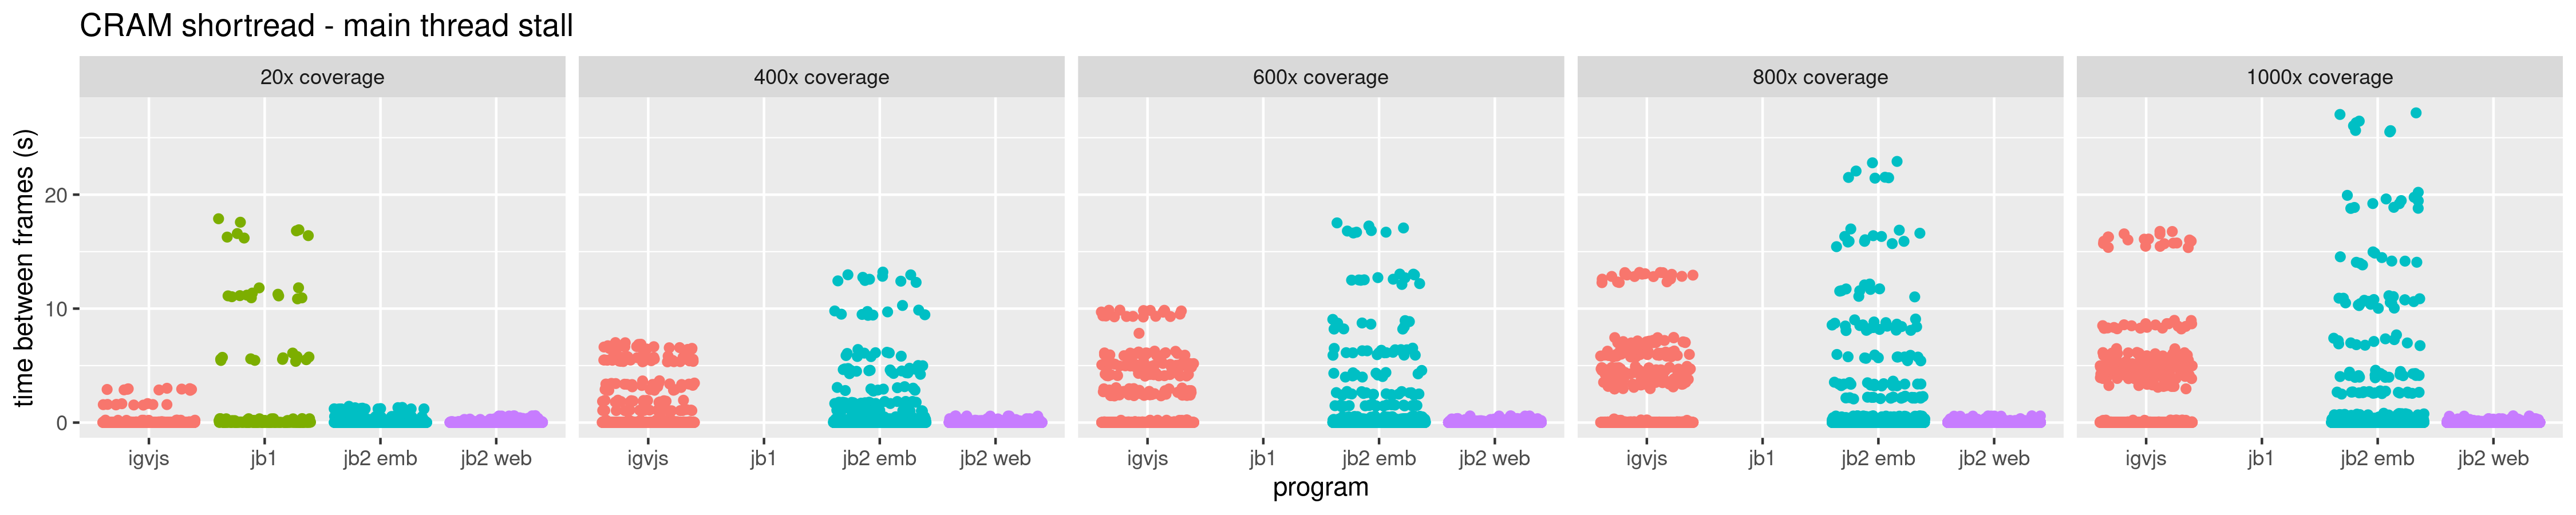 CRAM shortread - main thread stall
20x coverage 400x coverage 600x coverage 800x coverage 1000x coverage
time between frames (s)
20
10
0
igvjs jb1 jb2 emb jb2 web igvjs jb1 jb2 emb jb2 web igvjs jb1 jb2 emb jb2 web igvjs jb1 jb2 emb jb2 web igvjs jb1 jb2 emb jb2 web
program